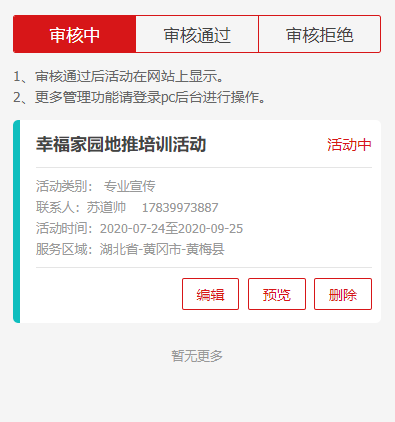 审核中 审核通过 审核拒绝
1、审核通过后活动在网站上显示。
2、更多管理功能请登录pc后台进行操作。
幸福家园地推培训活动 活动中
活动类别： 专业宣传
联系人：苏道帅 17839973887
活动时间：2020-07-24至2020-09-25
服务区域：湖北省-黄冈市-黄梅县
编辑 预览 删除
暂无更多